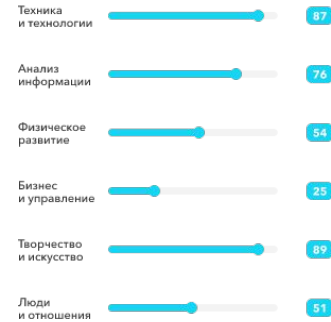 Техника
и технологии
87
Анализ
информации
76
Физическое
развитие
54
Бизнес
и управление
25
Творчество
и искусство
89
Люди
и отношения
51